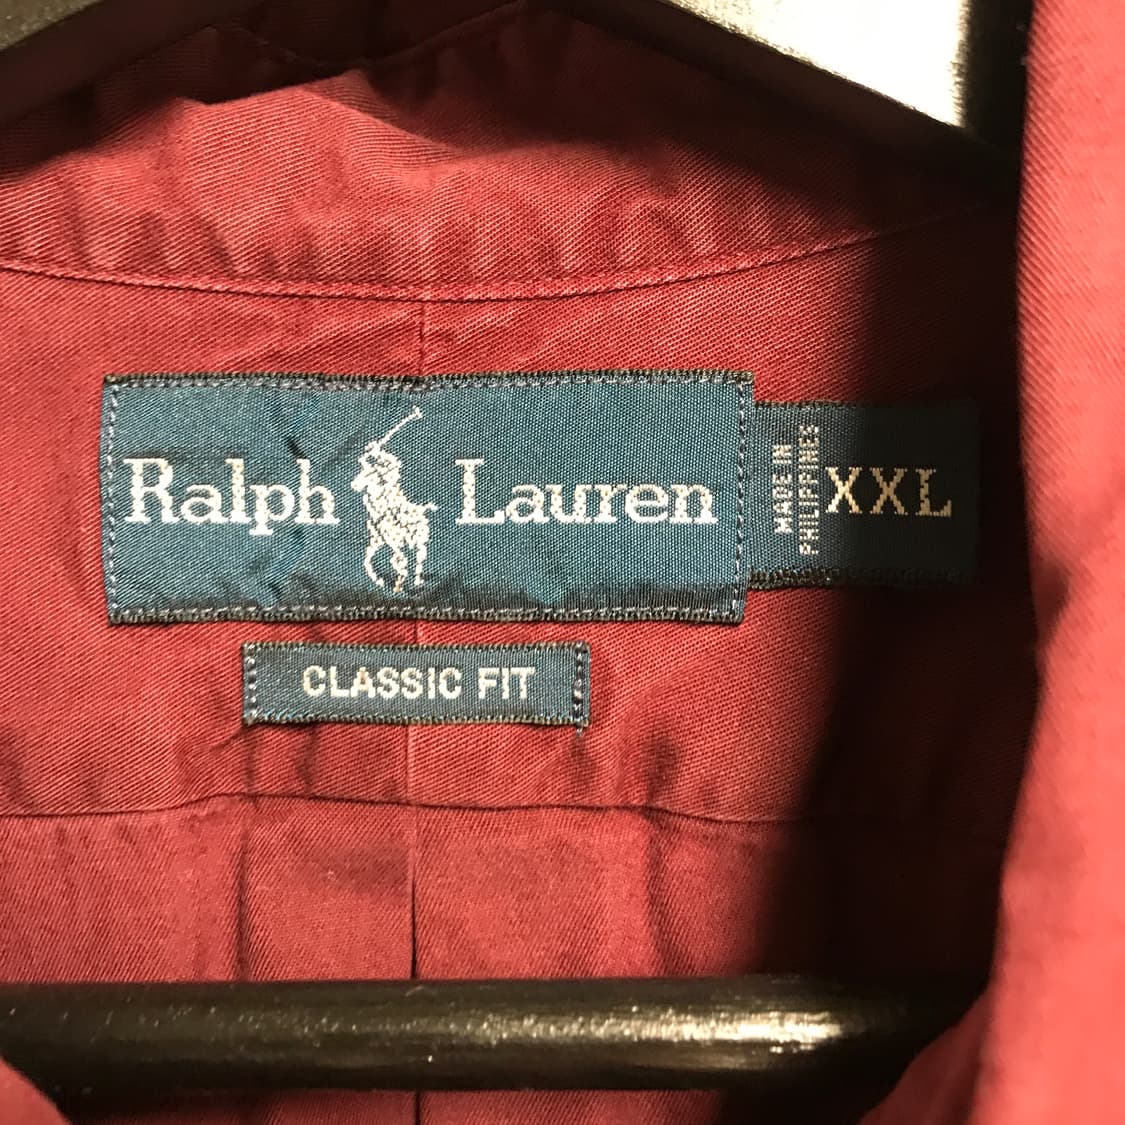 Ralph Lauren
MADE IN
PHILIPPINES
XXL
CLASSIC FIT